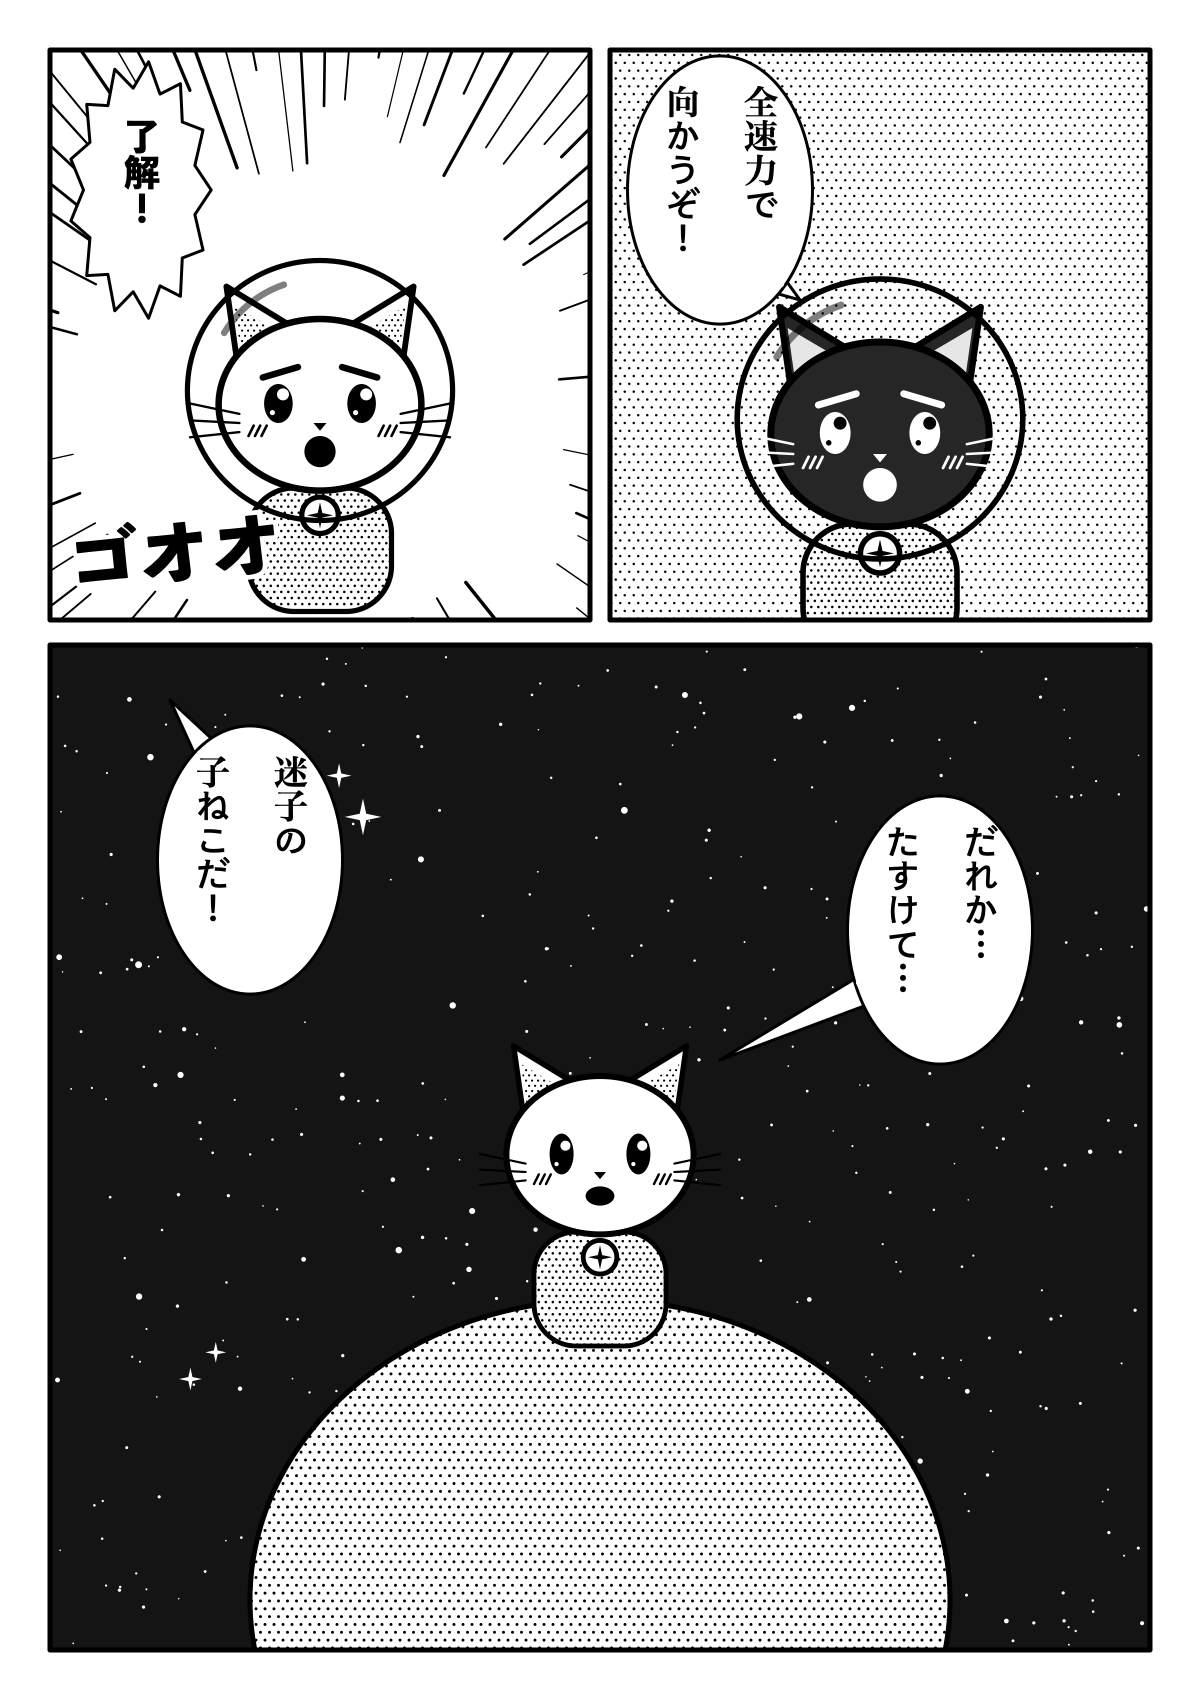 全速力で
向かうぞ！
了解！
ゴオオ
だれか…
たすけて…
迷子の
子ねこだ！